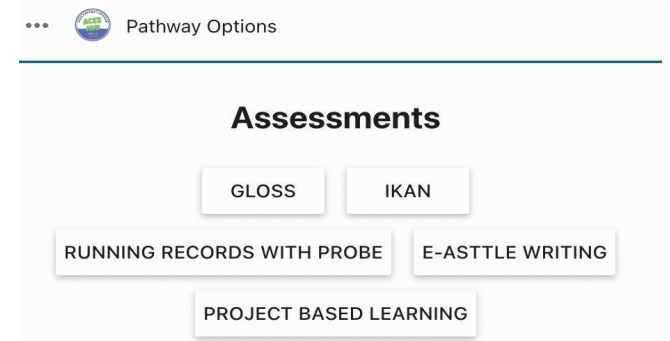 Pathway Options
Assessments
GLOSS IKAN
RUNNING RECORDS WITH PROBE E-ASTTLE WRITING
PROJECT BASED LEARNING